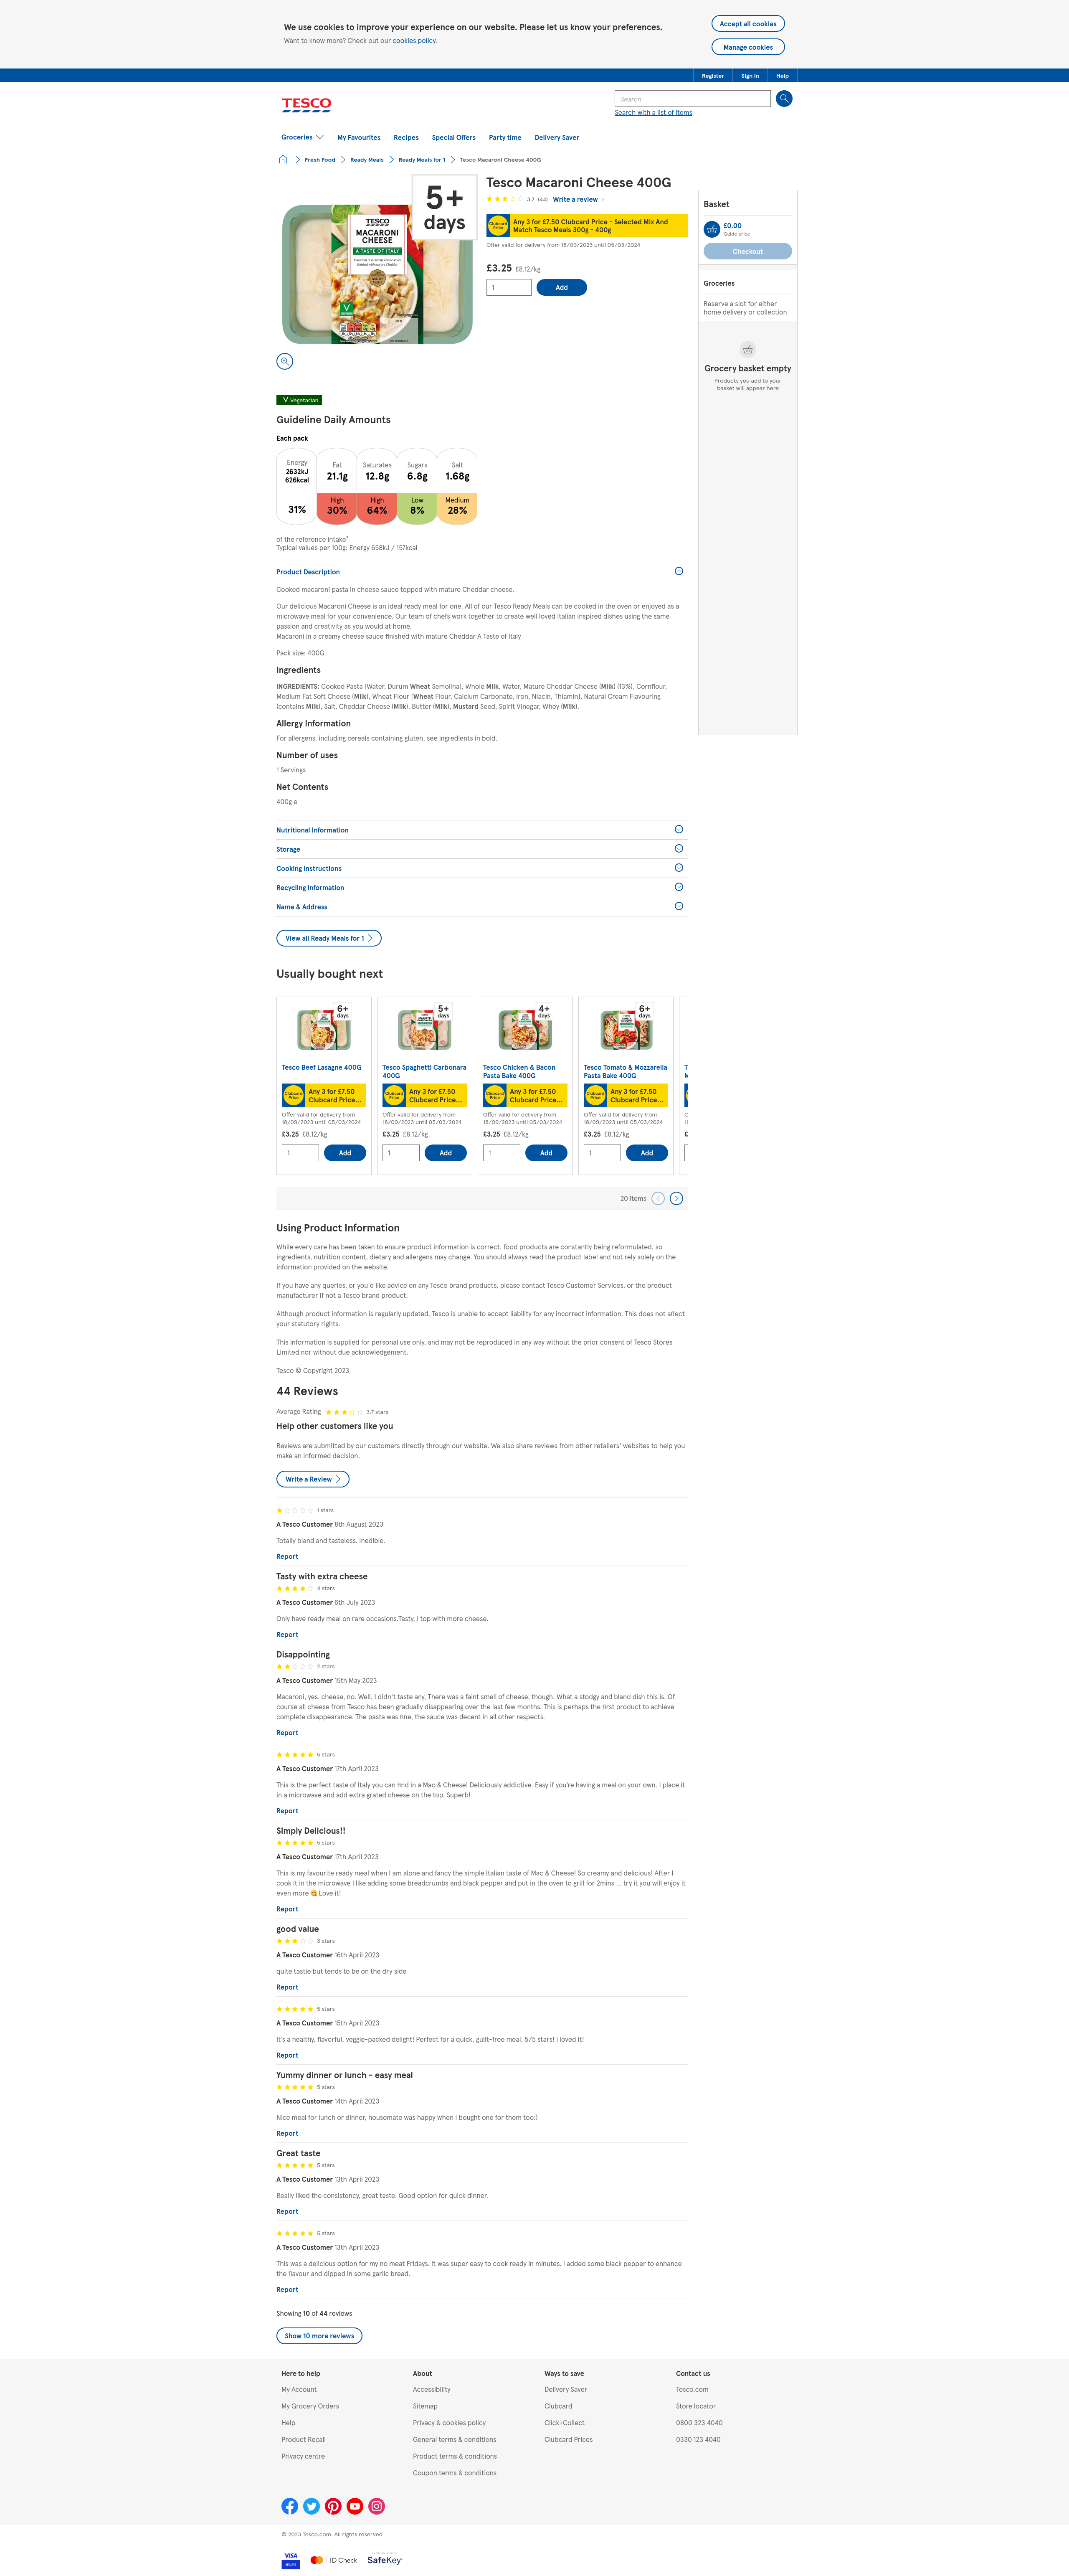 We use cookies to improve your experience on our website. Please let us know your preferences.
Want to know more? Check out our cookies policy.
Accept all cookies
Manage cookies
Register
Sign in
Help
TESCO
Search
Search with a list of items
Groceries
My Favourites
Recipes
Special Offers
Party time
Delivery Saver
Fresh Food
Ready Meals
Ready Meals for 1
Tesco Macaroni Cheese 400G
5+
days
TESCO
MACARONI
CHEESE
A TASTE OF ITALY
Tesco Macaroni Cheese 400G
3.7 (44) Write a review
Clubcard Price
Any 3 for £7.50 Clubcard Price - Selected Mix And
Match Tesco Meals 300g - 400g
Offer valid for delivery from 18/09/2023 until 05/03/2024
£3.25 £8.12/kg
1
Add
Basket
£0.00
Guide price
Checkout
Groceries
Reserve a slot for either
home delivery or collection
Grocery basket empty
Products you add to your
basket will appear here
V Vegetarian
Guideline Daily Amounts
Each pack
Energy
2632kJ
626kcal
31%
Fat
21.1g
High
30%
Saturates
12.8g
High
64%
Sugars
6.8g
Low
8%
Salt
1.68g
Medium
28%
of the reference intake*
Typical values per 100g: Energy 658kJ / 157kcal
Product Description
Cooked macaroni pasta in cheese sauce topped with mature Cheddar cheese.
Our delicious Macaroni Cheese is an ideal ready meal for one. All of our Tesco Ready Meals can be cooked in the oven or enjoyed as a
microwave meal for your convenience. Our team of chefs work together to create well loved Italian inspired dishes using the same
passion and creativity as you would at home.
Macaroni in a creamy cheese sauce finished with mature Cheddar A Taste of Italy
Pack size: 400G
Ingredients
INGREDIENTS: Cooked Pasta [Water, Durum Wheat Semolina], Whole Milk, Water, Mature Cheddar Cheese (Milk) (13%), Cornflour,
Medium Fat Soft Cheese (Milk), Wheat Flour [Wheat Flour, Calcium Carbonate, Iron, Niacin, Thiamin], Natural Cream Flavouring
(contains Milk), Salt, Cheddar Cheese (Milk), Butter (Milk), Mustard Seed, Spirit Vinegar, Whey (Milk).
Allergy Information
For allergens, including cereals containing gluten, see ingredients in bold.
Number of uses
1 Servings
Net Contents
400g e
Nutritional Information
Storage
Cooking Instructions
Recycling Information
Name & Address
View all Ready Meals for 1
Usually bought next
6+
days
Tesco Beef Lasagne 400G
Clubcard Price
Any 3 for £7.50
Clubcard Price...
Offer valid for delivery from
18/09/2023 until 05/03/2024
£3.25 £8.12/kg
1
Add
5+
days
Tesco Spaghetti Carbonara
400G
Clubcard Price
Any 3 for £7.50
Clubcard Price...
Offer valid for delivery from
18/09/2023 until 05/03/2024
£3.25 £8.12/kg
1
Add
4+
days
Tesco Chicken & Bacon
Pasta Bake 400G
Clubcard Price
Any 3 for £7.50
Clubcard Price...
Offer valid for delivery from
18/09/2023 until 05/03/2024
£3.25 £8.12/kg
1
Add
6+
days
Tesco Tomato & Mozzarella
Pasta Bake 400G
Clubcard Price
Any 3 for £7.50
Clubcard Price...
Offer valid for delivery from
18/09/2023 until 05/03/2024
£3.25 £8.12/kg
1
Add
20 items
Using Product Information
While every care has been taken to ensure product information is correct, food products are constantly being reformulated, so
ingredients, nutrition content, dietary and allergens may change. You should always read the product label and not rely solely on the
information provided on the website.
If you have any queries, or you'd like advice on any Tesco brand products, please contact Tesco Customer Services, or the product
manufacturer if not a Tesco brand product.
Although product information is regularly updated, Tesco is unable to accept liability for any incorrect information. This does not affect
your statutory rights.
This information is supplied for personal use only, and may not be reproduced in any way without the prior consent of Tesco Stores
Limited nor without due acknowledgement.
Tesco © Copyright 2023
44 Reviews
Average Rating 3.7 stars
Help other customers like you
Reviews are submitted by our customers directly through our website. We also share reviews from other retailers' websites to help you
make an informed decision.
Write a Review
1 stars
A Tesco Customer 8th August 2023
Totally bland and tasteless. Inedible.
Report
Tasty with extra cheese
4 stars
A Tesco Customer 6th July 2023
Only have ready meal on rare occasions.Tasty, I top with more cheese.
Report
Disappointing
2 stars
A Tesco Customer 15th May 2023
Macaroni, yes. cheese, no. Well, I didn't taste any, There was a faint smell of cheese, though. What a stodgy and bland dish this is. Of
course all cheese from Tesco has been gradually disappearing over the last few months. This is perhaps the first product to achieve
complete disappearance. The pasta was fine, the sauce was decent in all other respects.
Report
5 stars
A Tesco Customer 17th April 2023
This is the perfect taste of Italy you can find in a Mac & Cheese! Deliciously addictive. Easy if you're having a meal on your own. I place it
in a microwave and add extra grated cheese on the top. Superb!
Report
Simply Delicious!!
5 stars
A Tesco Customer 17th April 2023
This is my favourite ready meal when I am alone and fancy the simple Italian taste of Mac & Cheese! So creamy and delicious! After I
cook it in the microwave I like adding some breadcrumbs and black pepper and put in the oven to grill for 2mins ... try it you will enjoy it
even more 😋 Love it!
Report
good value
3 stars
A Tesco Customer 16th April 2023
quite tastie but tends to be on the dry side
Report
5 stars
A Tesco Customer 15th April 2023
It's a healthy, flavorful, veggie-packed delight! Perfect for a quick, guilt-free meal. 5/5 stars! I loved it!
Report
Yummy dinner or lunch - easy meal
5 stars
A Tesco Customer 14th April 2023
Nice meal for lunch or dinner, housemate was happy when I bought one for them too:)
Report
Great taste
5 stars
A Tesco Customer 13th April 2023
Really liked the consistency, great taste. Good option for quick dinner.
Report
5 stars
A Tesco Customer 13th April 2023
This was a delicious option for my no meat Fridays. It was super easy to cook ready in minutes. I added some black pepper to enhance
the flavour and dipped in some garlic bread.
Report
Showing 10 of 44 reviews
Show 10 more reviews
Here to help
My Account
My Grocery Orders
Help
Product Recall
Privacy centre
About
Accessibility
Sitemap
Privacy & cookies policy
General terms & conditions
Product terms & conditions
Coupon terms & conditions
Ways to save
Delivery Saver
Clubcard
Click+Collect
Clubcard Prices
Contact us
Tesco.com
Store locator
0800 323 4040
0330 123 4040
© 2023 Tesco.com. All rights reserved
VISA
SECURE
ID Check
SafeKey